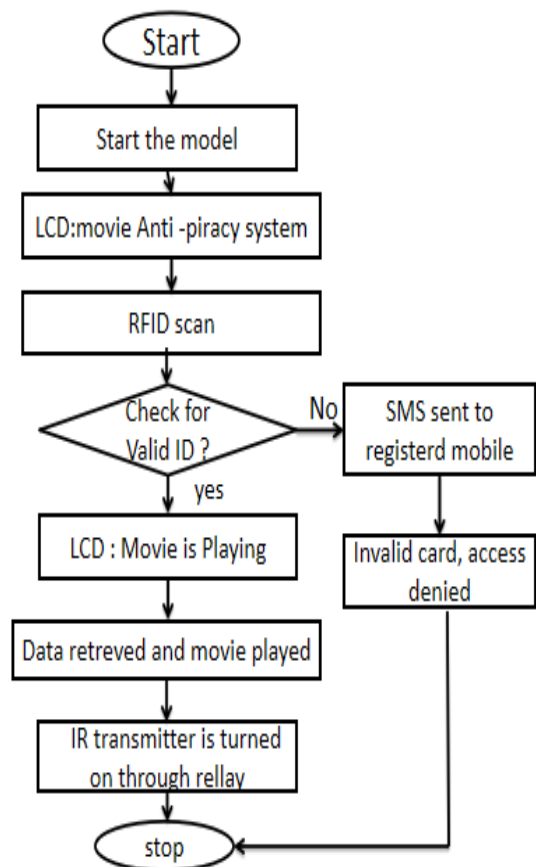 Start
Start the model
LCD:movie Anti -piracy system
RFID scan
Check for
Valid ID ?
No
SMS sent to
registerd mobile
yes
LCD : Movie is Playing
Invalid card, access
denied
Data retreved and movie played
IR transmitter is turned
on through rellay
stop